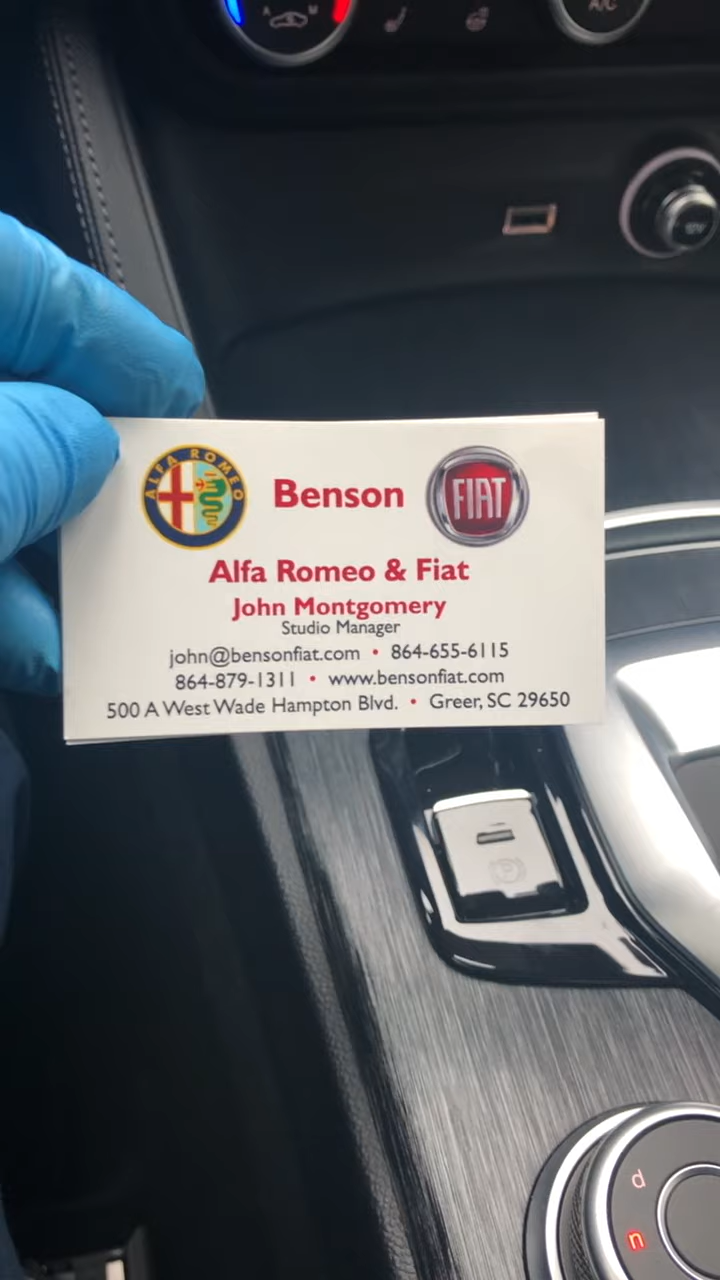 A M
A/C
12V
ALFA ROMEO
Benson
FIAT
Alfa Romeo & Fiat
John Montgomery
Studio Manager
john@bensonfiat.com • 864-655-6115
864-879-1311 • www.bensonfiat.com
500 A West Wade Hampton Blvd. • Greer, SC 29650
P
d
n